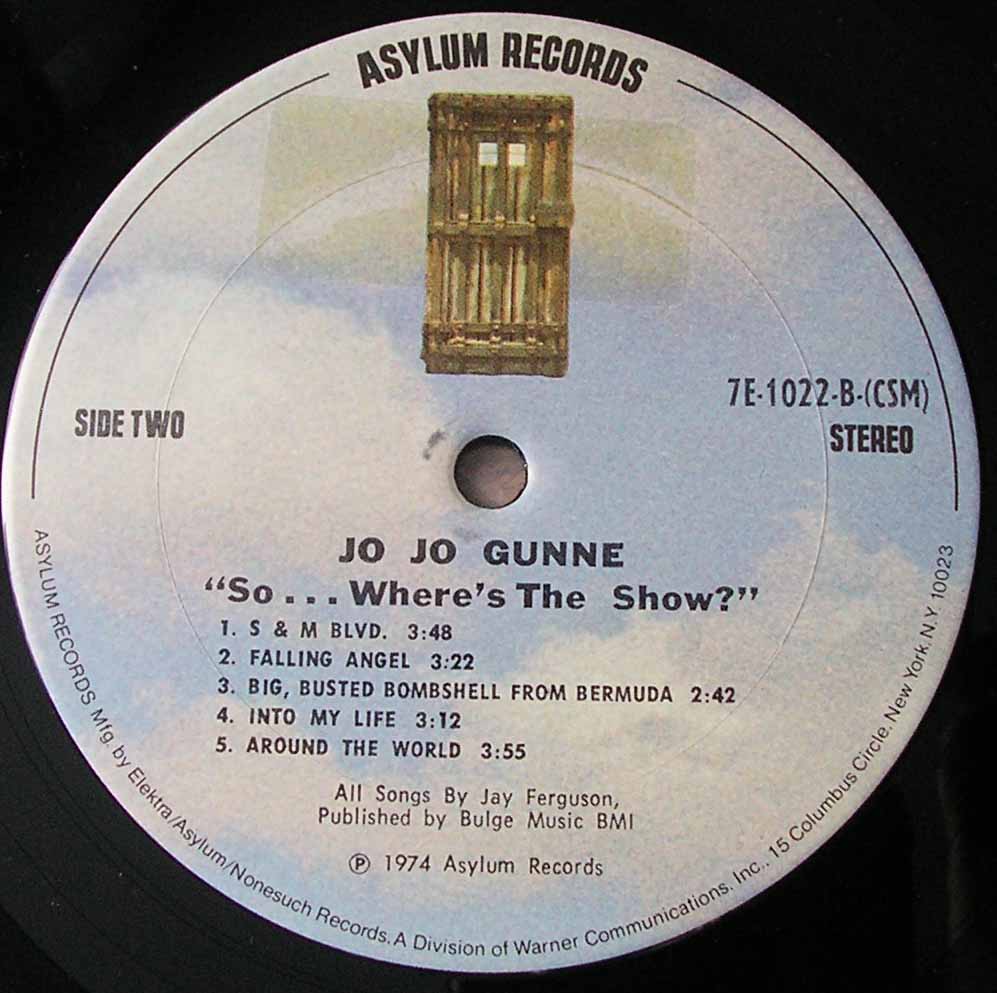 ASYLUM RECORDS
7E-1022-B-(CSM)
SIDE TWO
STEREO
JO JO GUNNE
“So... Where's The Show?”
1. S & M BLVD. 3:48
2. FALLING ANGEL 3:22
3. BIG, BUSTED BOMBSHELL FROM BERMUDA 2:42
4. INTO MY LIFE 3:12
5. AROUND THE WORLD 3:55
All Songs By Jay Ferguson,
Published by Bulge Music BMI
℗ 1974 Asylum Records
ASYLUM RECORDS Mfg. by Elektra/Asylum/Nonesuch Records. A Division of Warner Communications. Inc., 15 Columbus Circle. New York. N.Y 10023